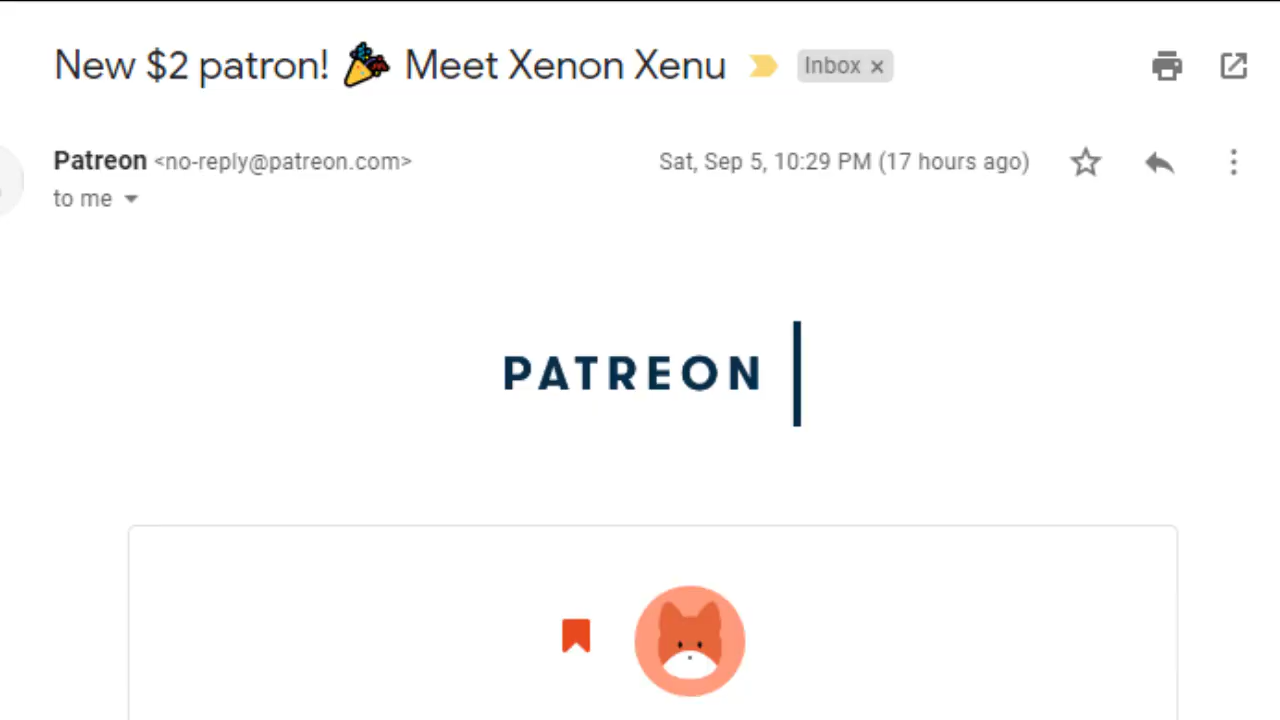 New $2 patron! 🎉 Meet Xenon Xenu Inbox ×
Patreon <no-reply@patreon.com> Sat, Sep 5, 10:29 PM (17 hours ago)
to me
PATREON